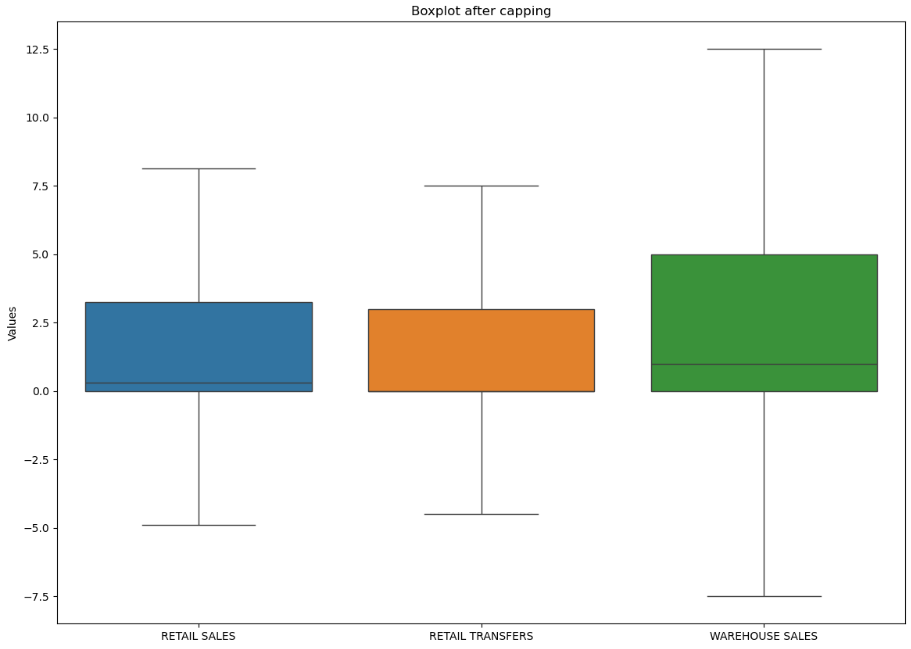 Boxplot after capping
12.5
10.0
7.5
5.0
2.5
0.0
−2.5
−5.0
−7.5
Values
RETAIL SALES
RETAIL TRANSFERS
WAREHOUSE SALES